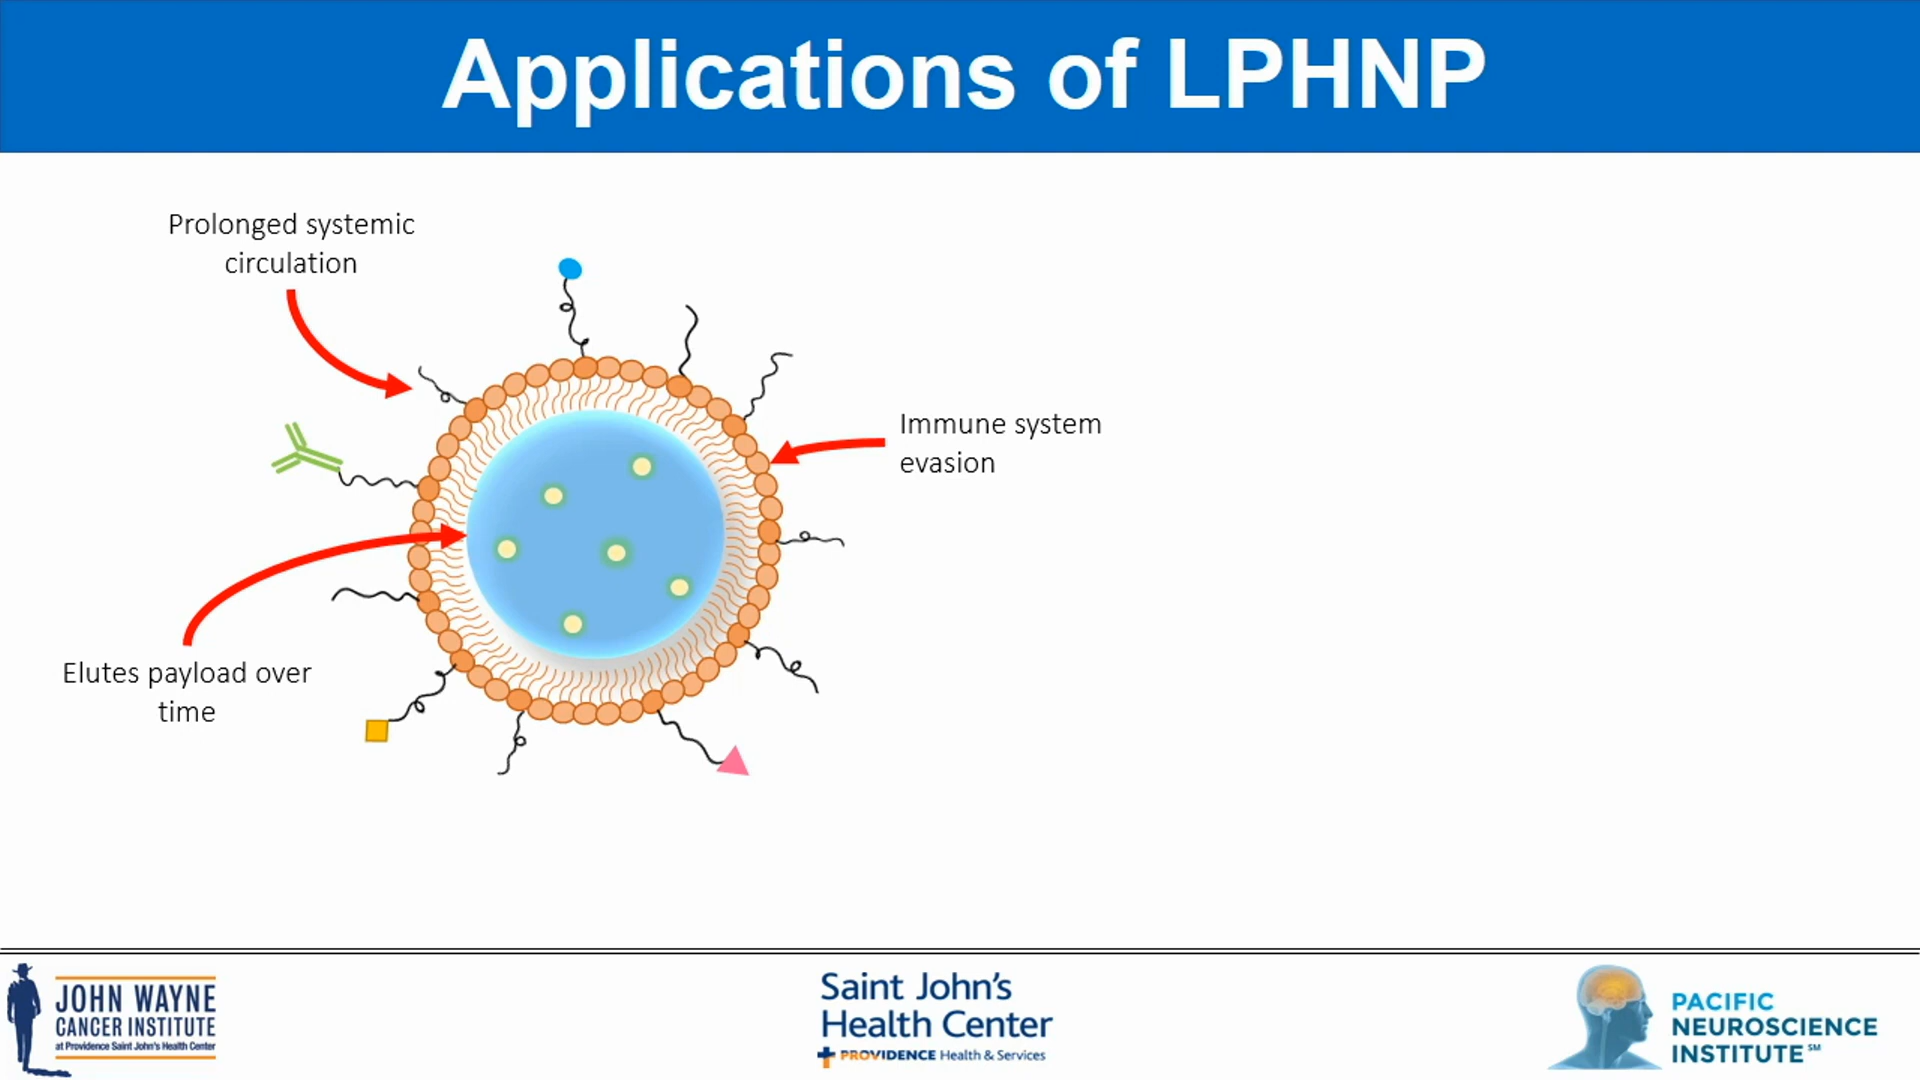 Applications of LPHNP
Prolonged systemic
circulation
Immune system
evasion
Elutes payload over
time
JOHN WAYNE
CANCER INSTITUTE
at Providence Saint John's Health Center
Saint John's
Health Center
PROVIDENCE Health & Services
PACIFIC
NEUROSCIENCE
INSTITUTE℠